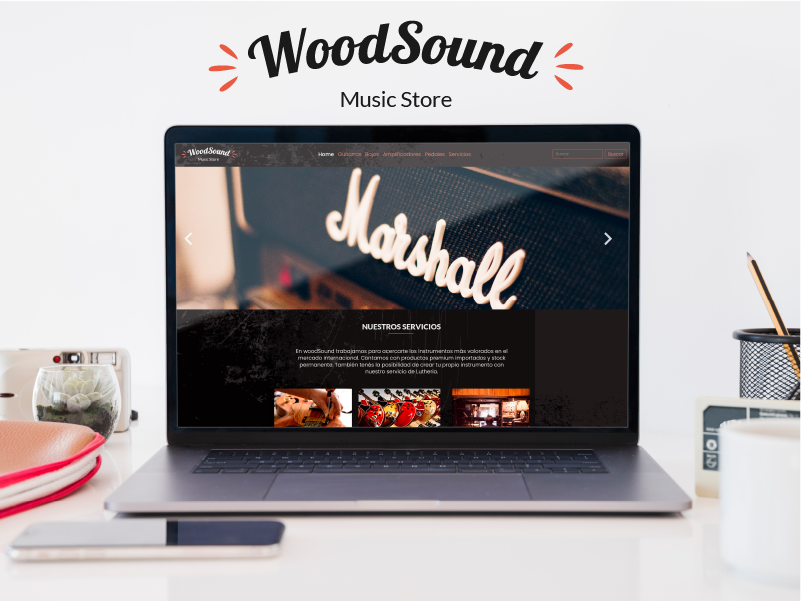 WoodSound
Music Store
WoodSound
Music Store
Home Guitarras Bajos Amplificadores Pedales Servicios
Buscar
Buscar
Marshall
NUESTROS SERVICIOS
En woodSound trabajamos para acercarte los instrumentos más valorados en el
mercado internacional. Contamos con productos premium importados y stock
permanente. También tenés la posibilidad de crear tu propio instrumento con
nuestro servicio de Luthería.